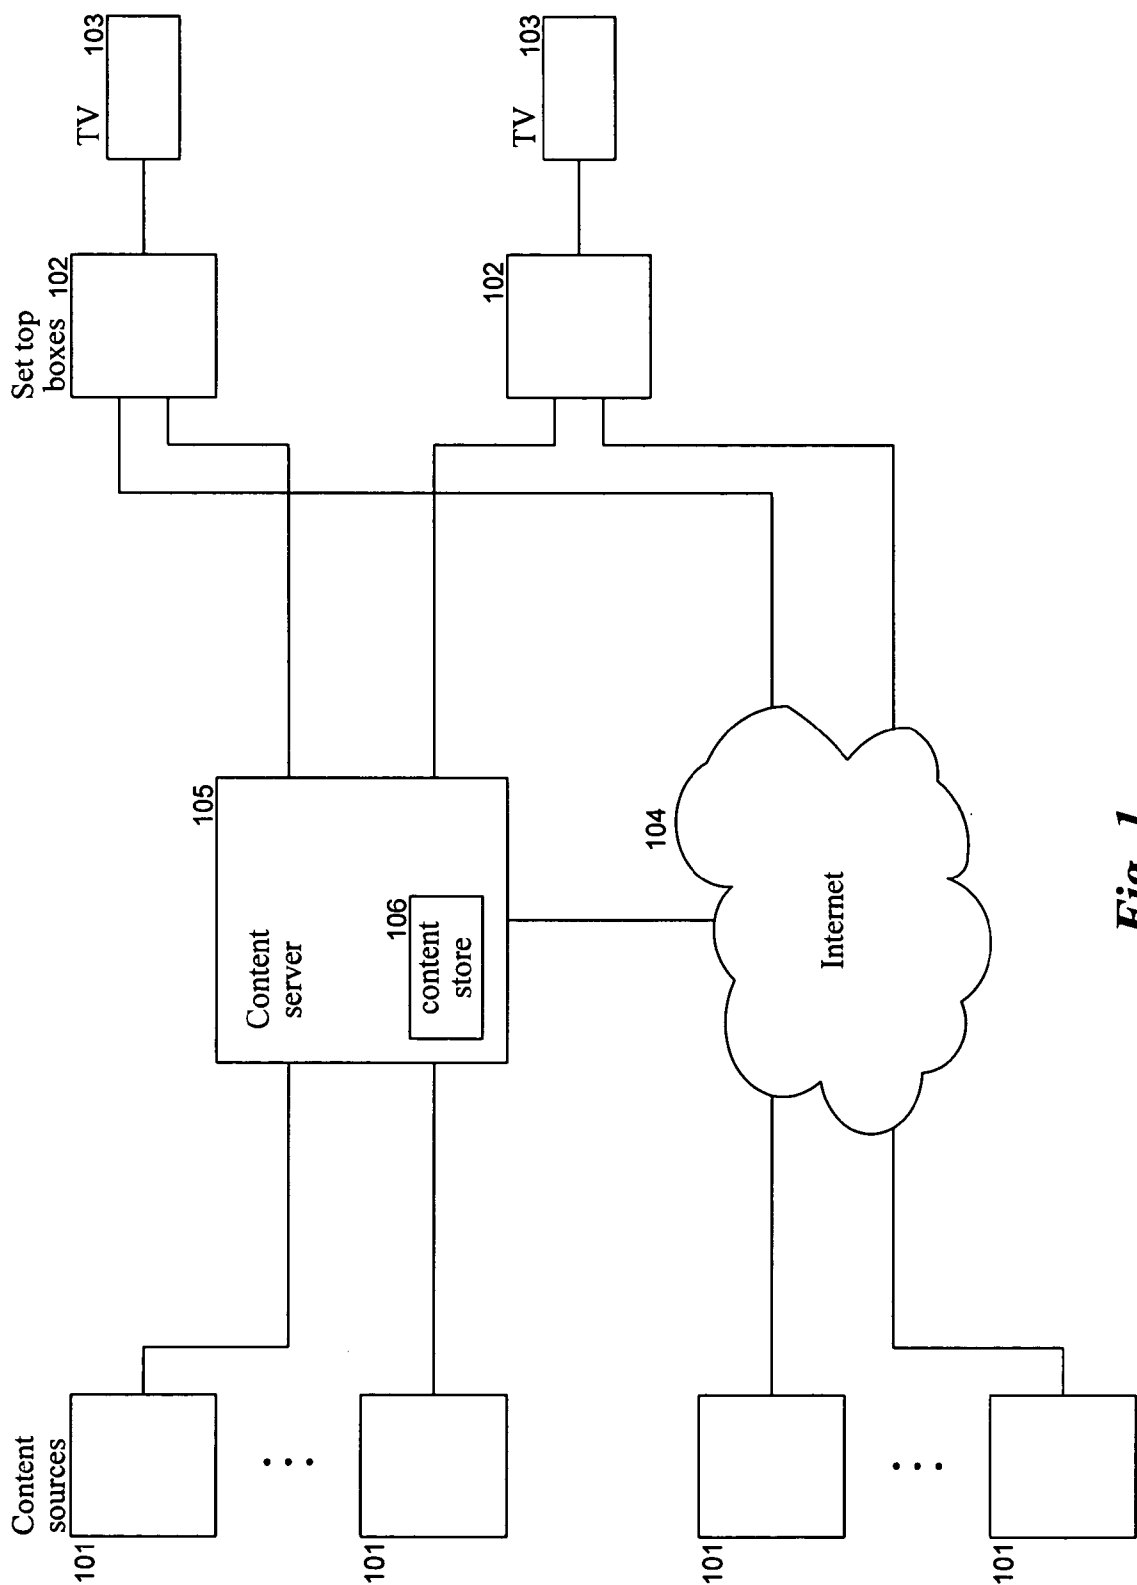 Content
sources
101
101
101
101
Content
server
105
content
store
106
Internet
104
Set top
boxes
102
102
TV
103
TV
103
Fig. 1